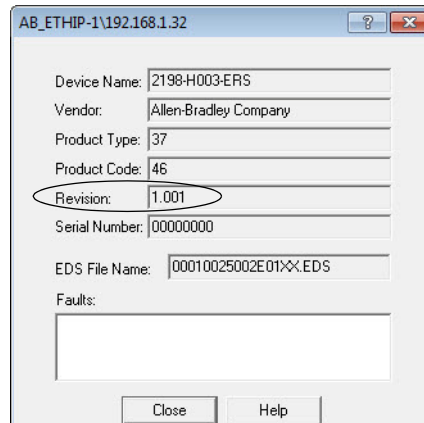 AB_ETHIP-1\192.168.1.32
Device Name: 2198-H003-ERS
Vendor: Allen-Bradley Company
Product Type: 37
Product Code: 46
Revision: 1.001
Serial Number: 00000000
EDS File Name: 00010025002E01XX.EDS
Faults:
Close Help